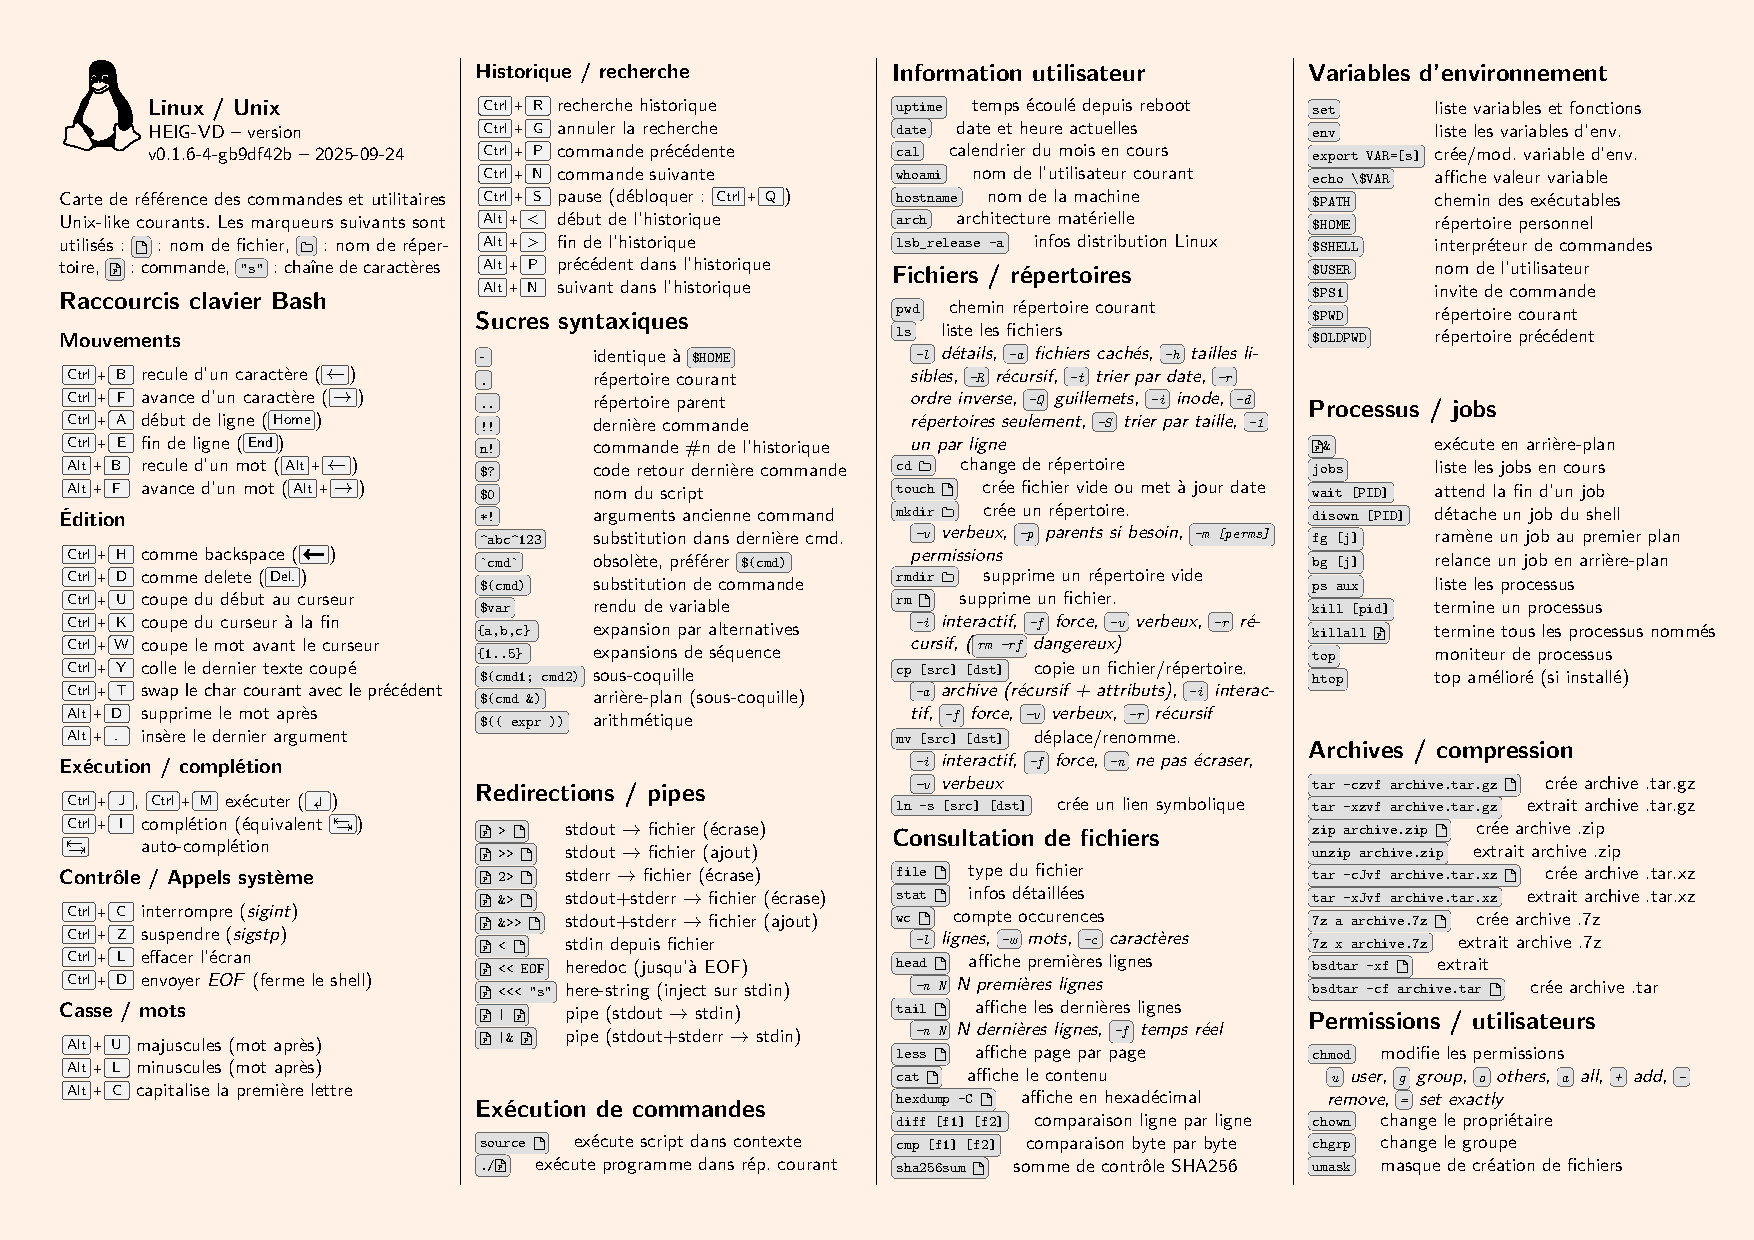 Linux / Unix
HEIG-VD – version
v0.1.6-4-gb9df42b – 2025-09-24
Carte de référence des commandes et utilitaires
Unix-like courants. Les marqueurs suivants sont
utilisés : : nom de fichier, : nom de réper-
toire, : commande, "s" : chaîne de caractères
Raccourcis clavier Bash
Mouvements
Ctrl + B recule d'un caractère (←)
Ctrl + F avance d'un caractère (→)
Ctrl + A début de ligne (Home)
Ctrl + E fin de ligne (End)
Alt + B recule d'un mot (Alt + ←)
Alt + F avance d'un mot (Alt + →)
Édition
Ctrl + H comme backspace (←)
Ctrl + D comme delete (Del.)
Ctrl + U coupe du début au curseur
Ctrl + K coupe du curseur à la fin
Ctrl + W coupe le mot avant le curseur
Ctrl + Y colle le dernier texte coupé
Ctrl + T swap le char courant avec le précédent
Alt + D supprime le mot après
Alt + . insère le dernier argument
Exécution / complétion
Ctrl + J, Ctrl + M exécuter (↲)
Ctrl + I complétion (équivalent ↹)
↹ auto-complétion
Contrôle / Appels système
Ctrl + C interrompre (sigint)
Ctrl + Z suspendre (sigstp)
Ctrl + L effacer l'écran
Ctrl + D envoyer EOF (ferme le shell)
Casse / mots
Alt + U majuscules (mot après)
Alt + L minuscules (mot après)
Alt + C capitalise la première lettre
Historique / recherche
Ctrl + R recherche historique
Ctrl + G annuler la recherche
Ctrl + P commande précédente
Ctrl + N commande suivante
Ctrl + S pause (débloquer : Ctrl + Q)
Alt + < début de l'historique
Alt + > fin de l'historique
Alt + P précédent dans l'historique
Alt + N suivant dans l'historique
Sucres syntaxiques
- identique à $HOME
. répertoire courant
.. répertoire parent
!! dernière commande
n! commande #n de l'historique
$? code retour dernière commande
$0 nom du script
*! arguments ancienne command
^abc^123 substitution dans dernière cmd.
`cmd` obsolète, préférer $(cmd)
$(cmd) substitution de commande
$var rendu de variable
{a,b,c} expansion par alternatives
{1..5} expansions de séquence
$(cmd1; cmd2) sous-coquille
$(cmd &) arrière-plan (sous-coquille)
$(( expr )) arithmétique
Redirections / pipes
> stdout → fichier (écrase)
>> stdout → fichier (ajout)
2> stderr → fichier (écrase)
&> stdout+stderr → fichier (écrase)
&>> stdout+stderr → fichier (ajout)
< stdin depuis fichier
<< EOF heredoc (jusqu'à EOF)
<<< "s" here-string (inject sur stdin)
| pipe (stdout → stdin)
|& pipe (stdout+stderr → stdin)
Exécution de commandes
source exécute script dans contexte
./ exécute programme dans rép. courant
Information utilisateur
uptime temps écoulé depuis reboot
date date et heure actuelles
cal calendrier du mois en cours
whoami nom de l'utilisateur courant
hostname nom de la machine
arch architecture matérielle
lsb_release -a infos distribution Linux
Fichiers / répertoires
pwd chemin répertoire courant
ls liste les fichiers
-l détails, -a fichiers cachés, -h tailles li-
sibles, -R récursif, -t trier par date, -r
ordre inverse, -Q guillemets, -i inode, -d
répertoires seulement, -S trier par taille, -1
un par ligne
cd change de répertoire
touch crée fichier vide ou met à jour date
mkdir crée un répertoire.
-v verbeux, -p parents si besoin, -m [perms]
permissions
rmdir supprime un répertoire vide
rm supprime un fichier.
-i interactif, -f force, -v verbeux, -r ré-
cursif, (rm -rf dangereux)
cp [src] [dst] copie un fichier/répertoire.
-a archive (récursif + attributs), -i interac-
tif, -f force, -v verbeux, -r récursif
mv [src] [dst] déplace/renomme.
-i interactif, -f force, -n ne pas écraser,
-v verbeux
ln -s [src] [dst] crée un lien symbolique
Consultation de fichiers
file type du fichier
stat infos détaillées
wc compte occurences
-l lignes, -w mots, -c caractères
head affiche premières lignes
-n N N premières lignes
tail affiche les dernières lignes
-n N N dernières lignes, -f temps réel
less affiche page par page
cat affiche le contenu
hexdump -C affiche en hexadécimal
diff [f1] [f2] comparaison ligne par ligne
cmp [f1] [f2] comparaison byte par byte
sha256sum somme de contrôle SHA256
Variables d'environnement
set liste variables et fonctions
env liste les variables d'env.
export VAR=[s] crée/mod. variable d'env.
echo \$VAR affiche valeur variable
$PATH chemin des exécutables
$HOME répertoire personnel
$SHELL interpréteur de commandes
$USER nom de l'utilisateur
$PS1 invite de commande
$PWD répertoire courant
$OLDPWD répertoire précédent
Processus / jobs
& exécute en arrière-plan
jobs liste les jobs en cours
wait [PID] attend la fin d'un job
disown [PID] détache un job du shell
fg [j] ramène un job au premier plan
bg [j] relance un job en arrière-plan
ps aux liste les processus
kill [pid] termine un processus
killall termine tous les processus nommés
top moniteur de processus
htop top amélioré (si installé)
Archives / compression
tar -czvf archive.tar.gz crée archive .tar.gz
tar -xzvf archive.tar.gz extrait archive .tar.gz
zip archive.zip crée archive .zip
unzip archive.zip extrait archive .zip
tar -cJvf archive.tar.xz crée archive .tar.xz
tar -xJvf archive.tar.xz extrait archive .tar.xz
7z a archive.7z crée archive .7z
7z x archive.7z extrait archive .7z
bsdtar -xf extrait
bsdtar -cf archive.tar crée archive .tar
Permissions / utilisateurs
chmod modifie les permissions
u user, g group, o others, a all, + add, -
remove, = set exactly
chown change le propriétaire
chgrp change le groupe
umask masque de création de fichiers